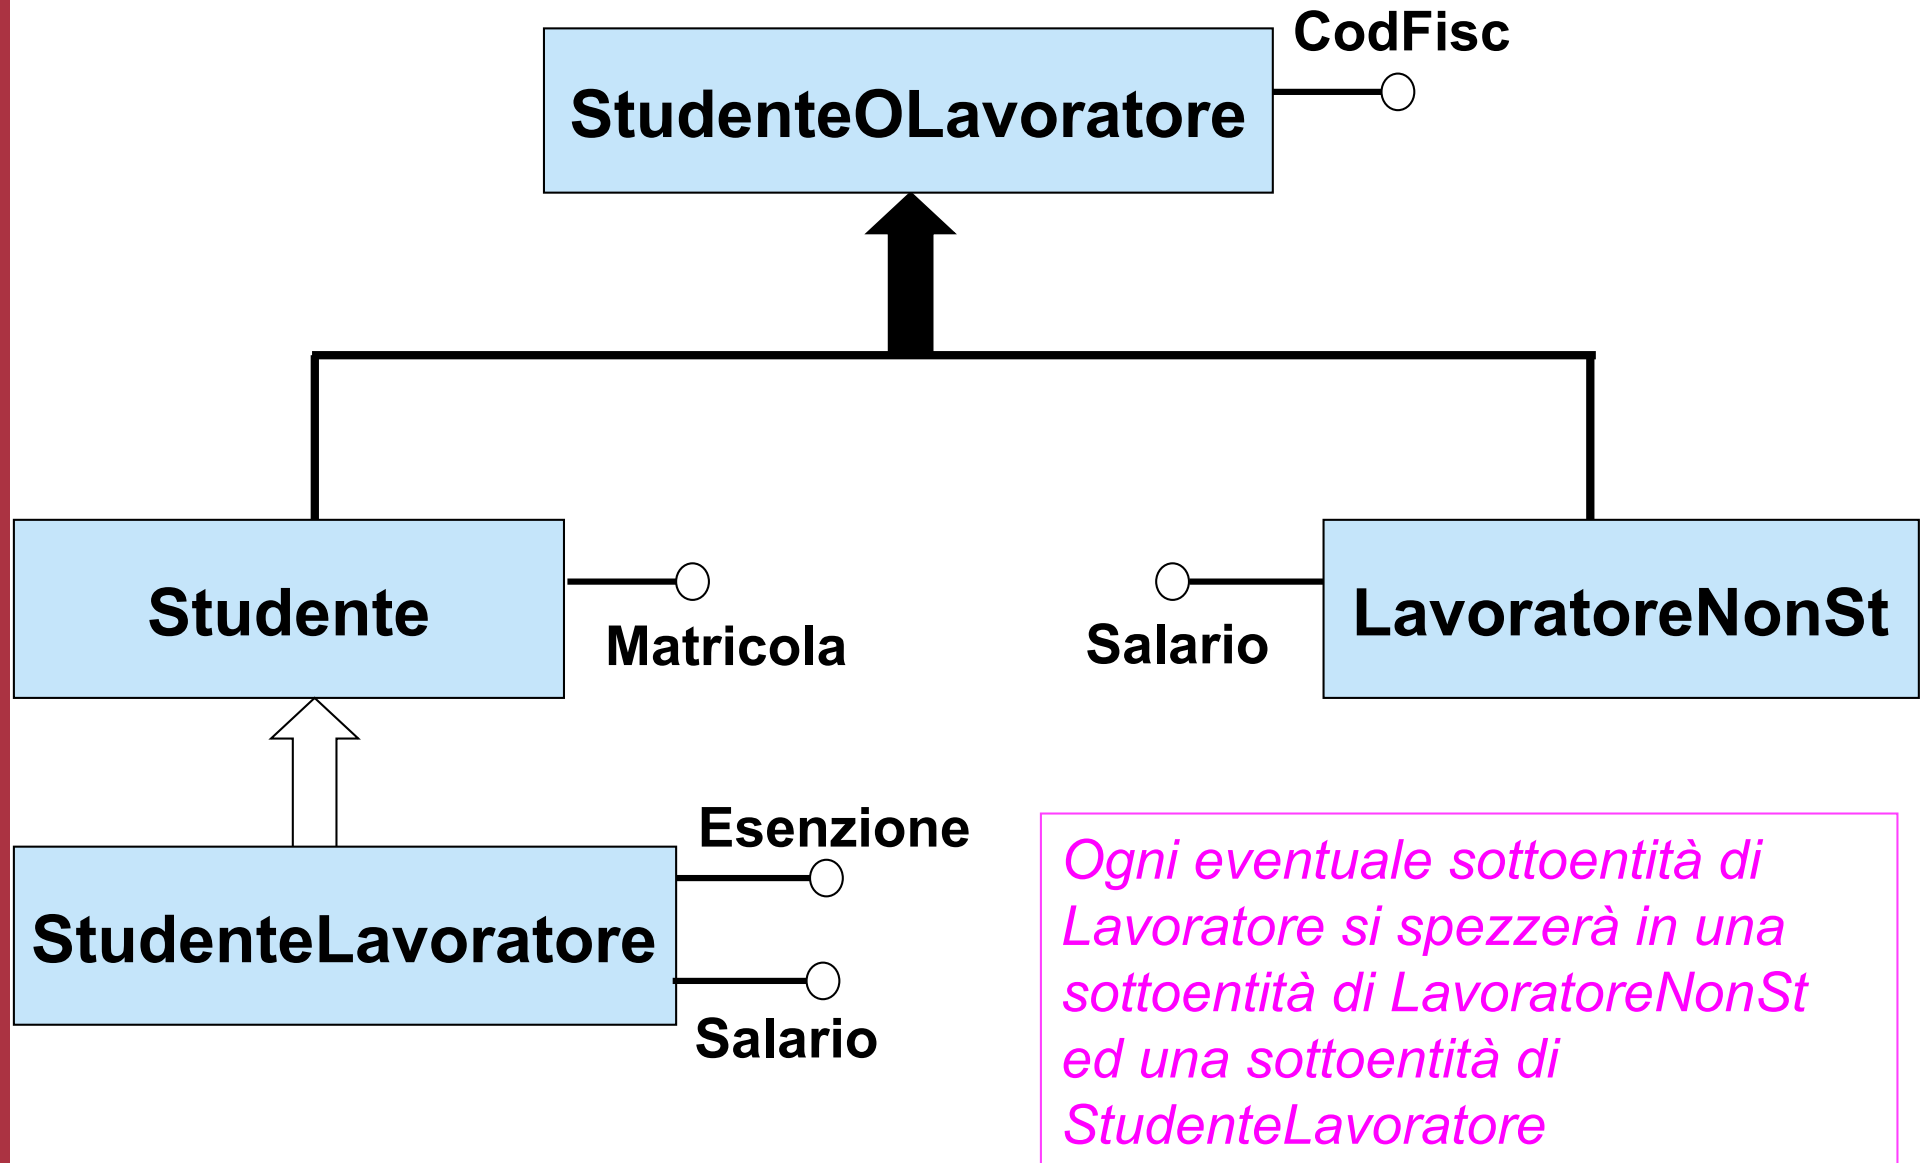 CodFisc
StudenteOLavoratore
Studente
Matricola
Salario
LavoratoreNonSt
Esenzione
StudenteLavoratore
Salario
Ogni eventuale sottoentità di
Lavoratore si spezzerà in una
sottoentità di LavoratoreNonSt
ed una sottoentità di
StudenteLavoratore